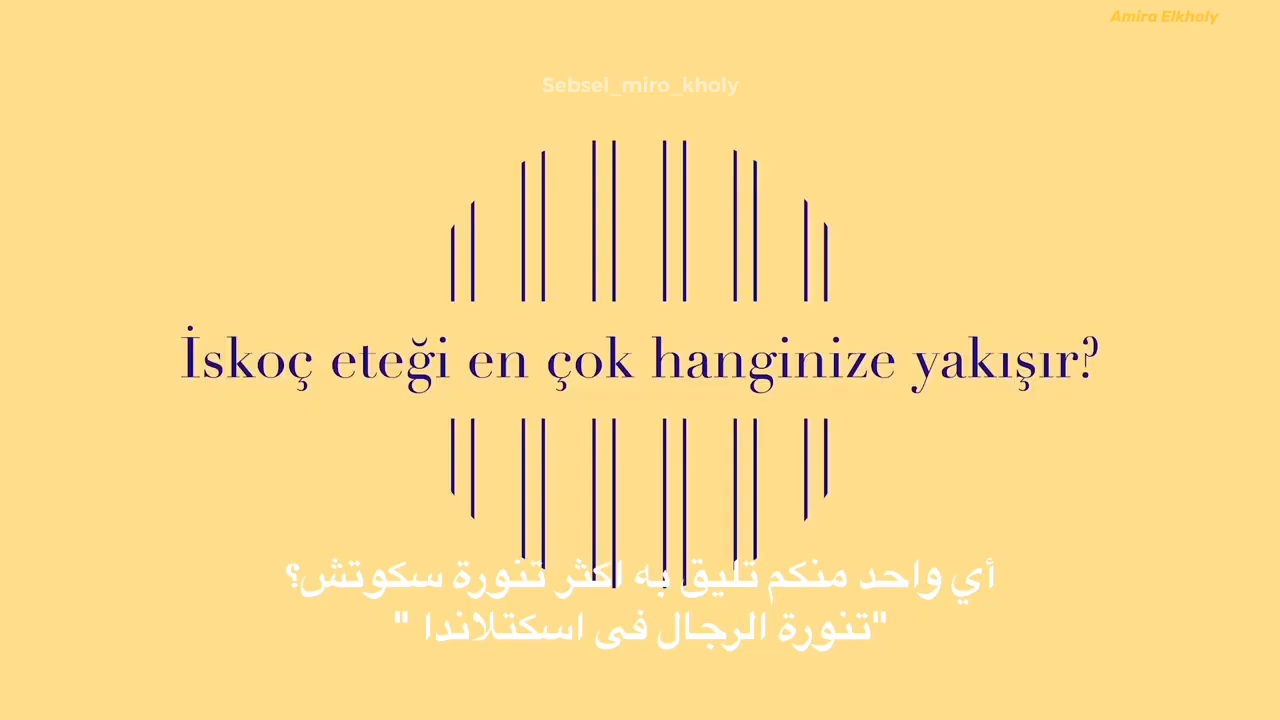 Amira Elkholy
Sebsel_miro_kholy
İskoç eteği en çok hanginize yakışır?
أي واحد منكم تليق به اكثر تنورة سكوتش؟
"تنورة الرجال فى اسكتلاندا "